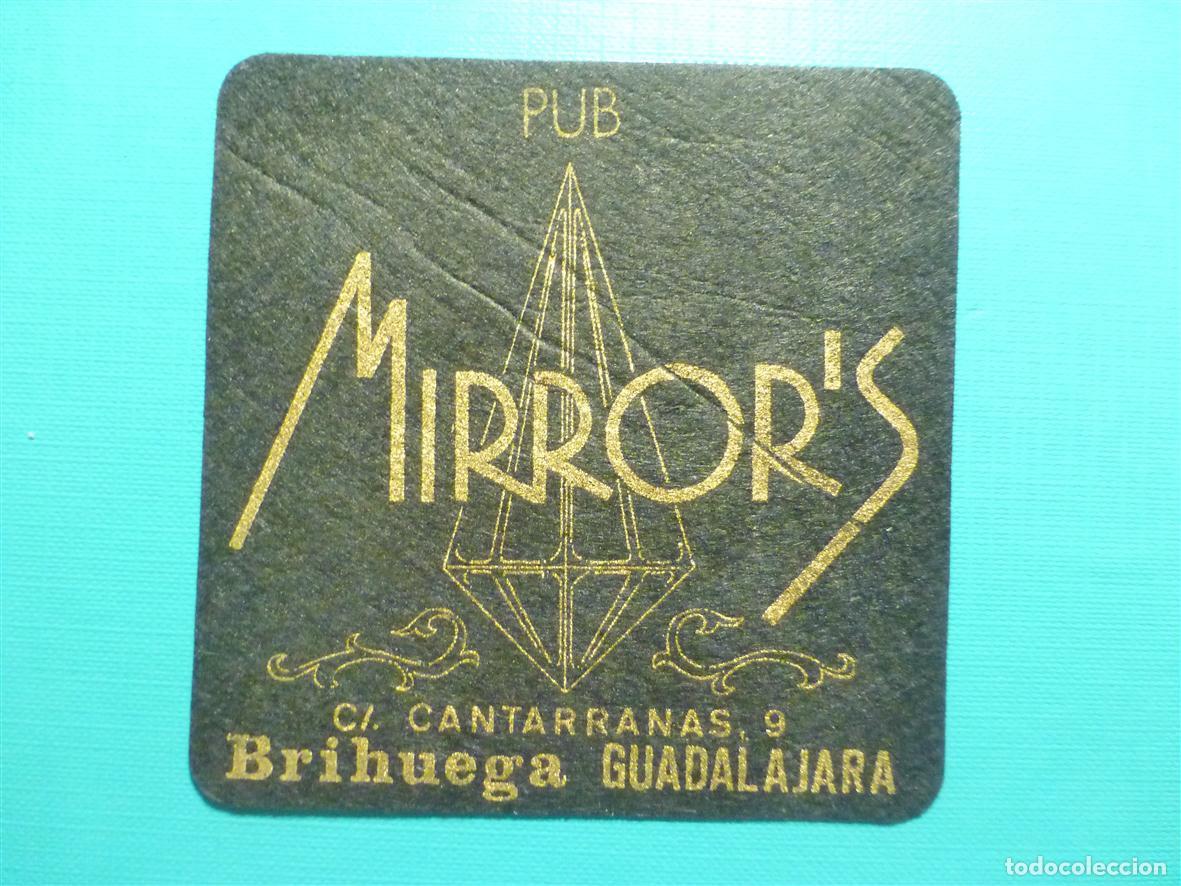 PUB
MIRROR'S
C/. CANTARRANAS, 9
Brihuega GUADALAJARA
todocoleccion